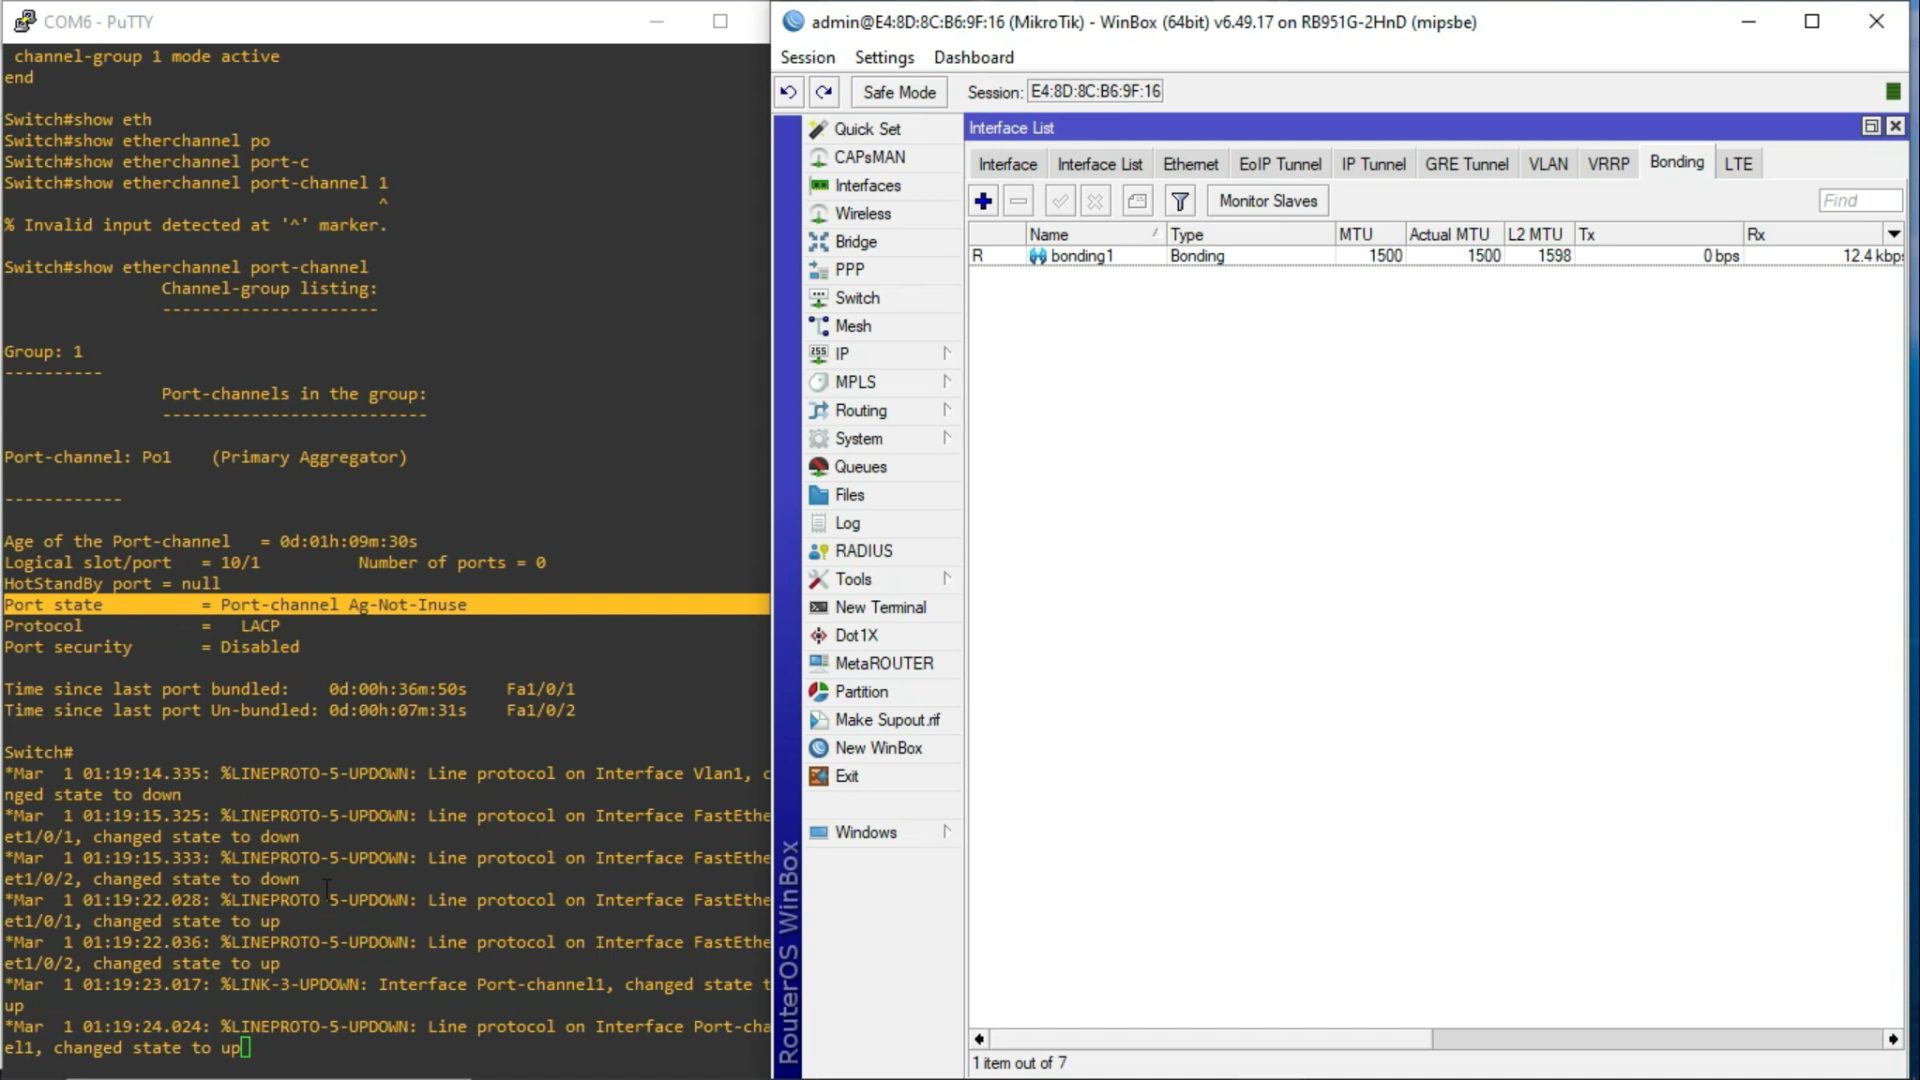 COM6 - PuTTY
channel-group 1 mode active
end
Switch#show eth
Switch#show etherchannel po
Switch#show etherchannel port-c
Switch#show etherchannel port-channel 1
^
% Invalid input detected at '^' marker.
Switch#show etherchannel port-channel
Channel-group listing:
----------------------
Group: 1
----------
Port-channels in the group:
---------------------------
Port-channel: Po1    (Primary Aggregator)
------------
Age of the Port-channel   = 0d:01h:09m:30s
Logical slot/port   = 10/1          Number of ports = 0
HotStandBy port = null
Port state          = Port-channel Ag-Not-Inuse
Protocol            =   LACP
Port security       = Disabled
Time since last port bundled:    0d:00h:36m:50s    Fa1/0/1
Time since last port Un-bundled: 0d:00h:07m:31s    Fa1/0/2
Switch#
*Mar  1 01:19:14.335: %LINEPROTO-5-UPDOWN: Line protocol on Interface Vlan1, c
nged state to down
*Mar  1 01:19:15.325: %LINEPROTO-5-UPDOWN: Line protocol on Interface FastEthe
et1/0/1, changed state to down
*Mar  1 01:19:15.333: %LINEPROTO-5-UPDOWN: Line protocol on Interface FastEthe
et1/0/2, changed state to down
*Mar  1 01:19:22.028: %LINEPROTO-5-UPDOWN: Line protocol on Interface FastEthe
et1/0/1, changed state to up
*Mar  1 01:19:22.036: %LINEPROTO-5-UPDOWN: Line protocol on Interface FastEthe
et1/0/2, changed state to up
*Mar  1 01:19:23.017: %LINK-3-UPDOWN: Interface Port-channel1, changed state t
up
*Mar  1 01:19:24.024: %LINEPROTO-5-UPDOWN: Line protocol on Interface Port-cha
el1, changed state to up
admin@E4:8D:8C:B6:9F:16 (MikroTik) - WinBox (64bit) v6.49.17 on RB951G-2HnD (mipsbe)
Session Settings Dashboard
Safe Mode Session: E4:8D:8C:B6:9F:16
RouterOS WinBox
Quick Set
CAPsMAN
Interfaces
Wireless
Bridge
PPP
Switch
Mesh
255 IP
MPLS
Routing
System
Queues
Files
Log
RADIUS
Tools
New Terminal
Dot1X
MetaROUTER
Partition
Make Supout.rif
New WinBox
Exit
Windows
Interface List
Interface Interface List Ethernet EoIP Tunnel IP Tunnel GRE Tunnel VLAN VRRP Bonding LTE
Monitor Slaves Find
Name / Type MTU Actual MTU L2 MTU Tx Rx
R bonding1 Bonding 1500 1500 1598 0 bps 12.4 kbps
1 item out of 7